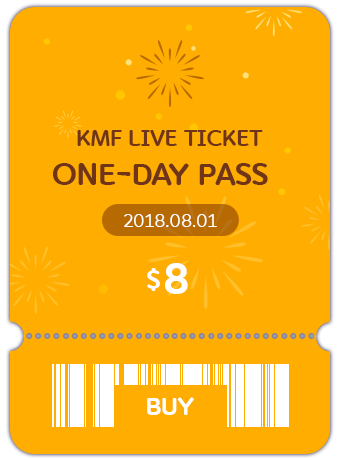 KMF LIVE TICKET
ONE-DAY PASS
2018.08.01
$8
BUY